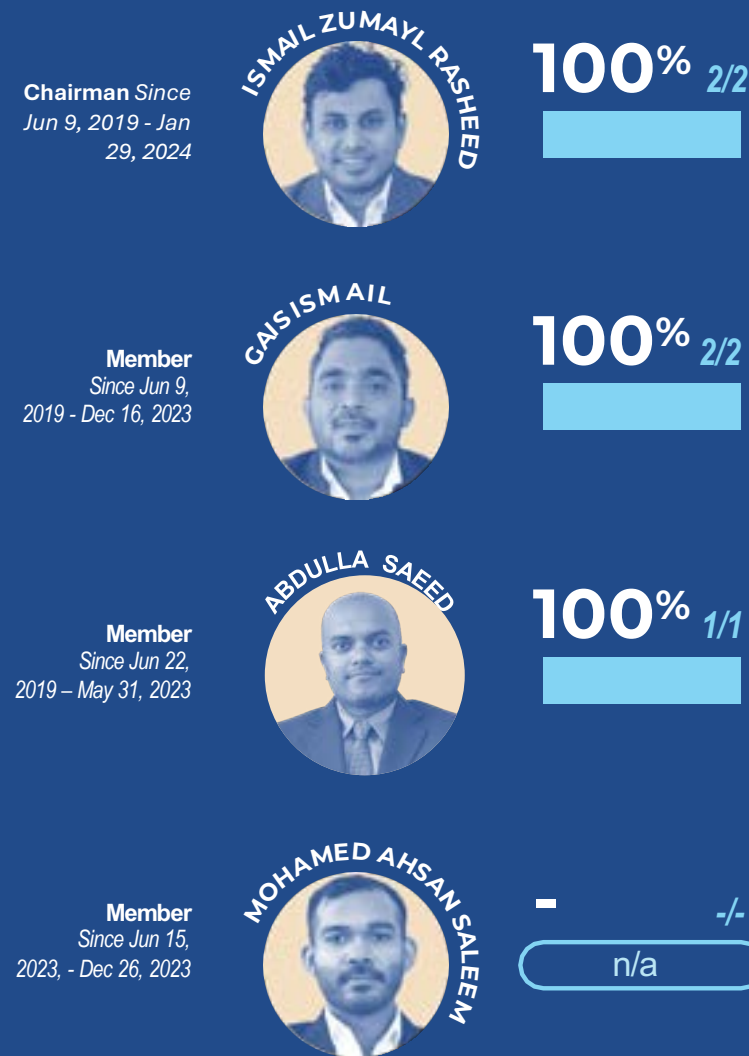 ISMAIL ZUMAYL RASHEED
Chairman Since
Jun 9, 2019 - Jan
29, 2024
100% 2/2
GAIS ISMAIL
Member
Since Jun 9,
2019 - Dec 16, 2023
100% 2/2
ABDULLA SAEED
Member
Since Jun 22,
2019 – May 31, 2023
100% 1/1
MOHAMED AHSAN SALEEM
Member
Since Jun 15,
2023, - Dec 26, 2023
- -/-
n/a